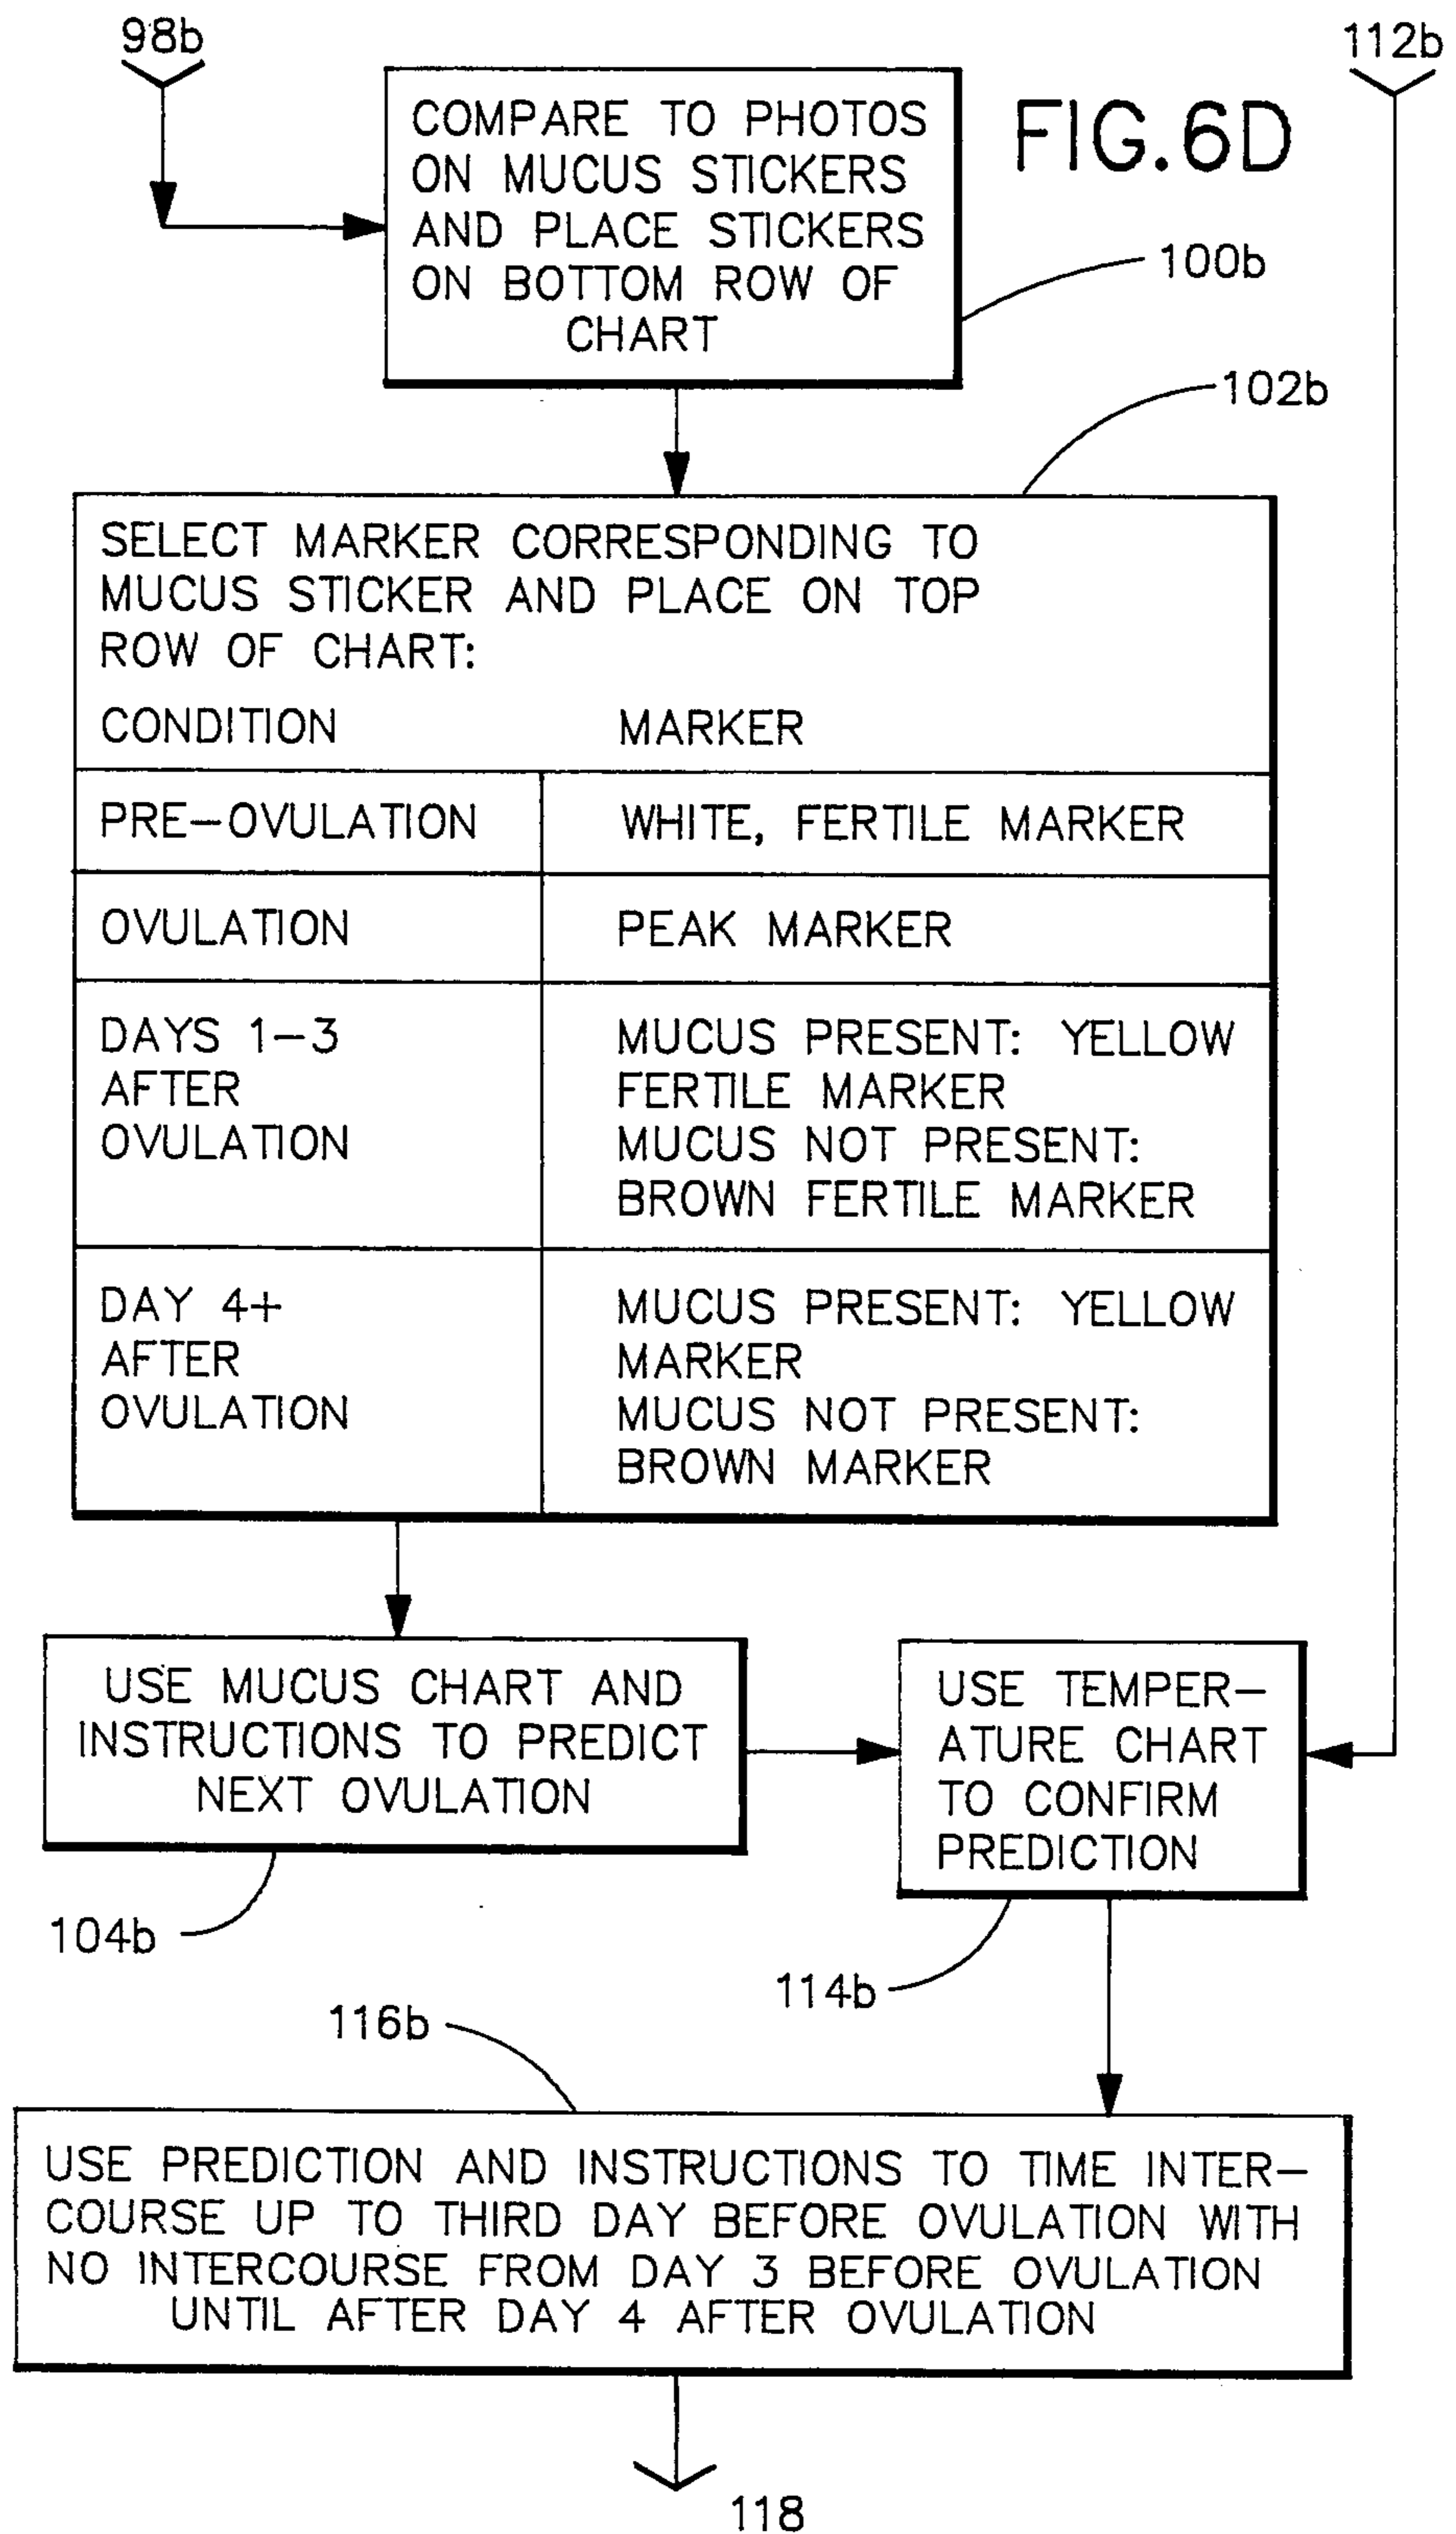 98b
112b
FIG.6D
COMPARE TO PHOTOS
ON MUCUS STICKERS
AND PLACE STICKERS
ON BOTTOM ROW OF
CHART
100b
102b
SELECT MARKER CORRESPONDING TO
MUCUS STICKER AND PLACE ON TOP
ROW OF CHART:
CONDITION MARKER
PRE-OVULATION WHITE, FERTILE MARKER
OVULATION PEAK MARKER
DAYS 1-3
AFTER
OVULATION
MUCUS PRESENT: YELLOW
FERTILE MARKER
MUCUS NOT PRESENT:
BROWN FERTILE MARKER
DAY 4+
AFTER
OVULATION
MUCUS PRESENT: YELLOW
MARKER
MUCUS NOT PRESENT:
BROWN MARKER
USE MUCUS CHART AND
INSTRUCTIONS TO PREDICT
NEXT OVULATION
104b
USE TEMPER-
ATURE CHART
TO CONFIRM
PREDICTION
114b
116b
USE PREDICTION AND INSTRUCTIONS TO TIME INTER-
COURSE UP TO THIRD DAY BEFORE OVULATION WITH
NO INTERCOURSE FROM DAY 3 BEFORE OVULATION
UNTIL AFTER DAY 4 AFTER OVULATION
118